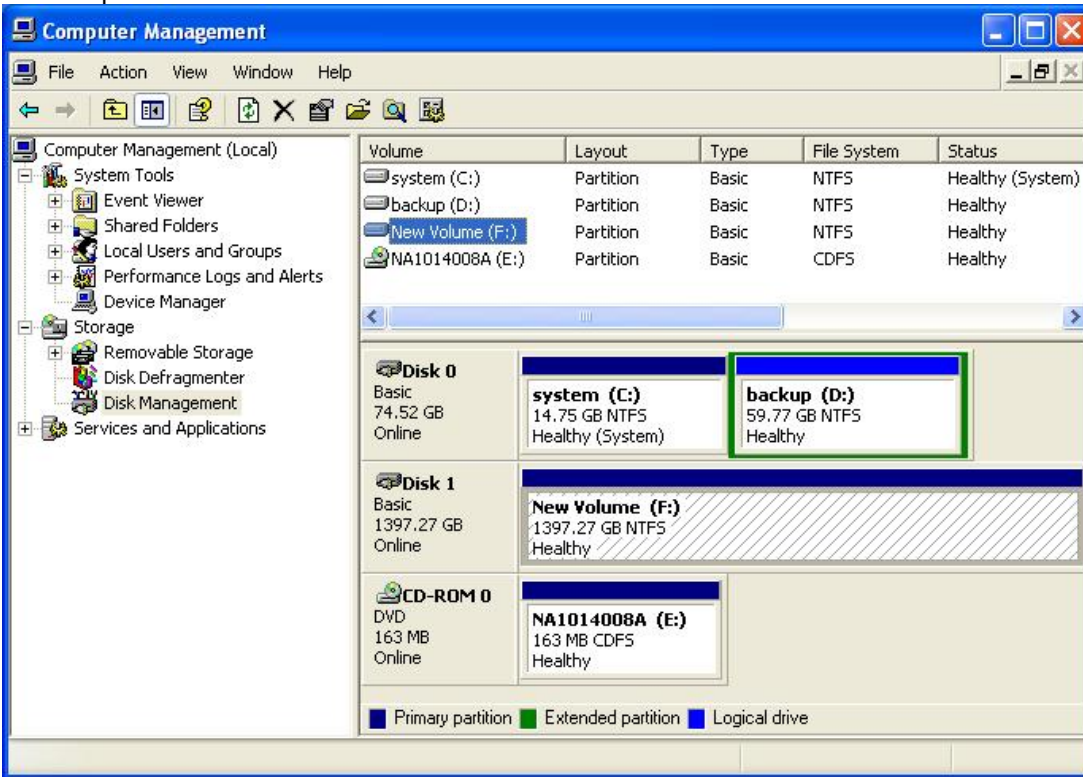 Computer Management
File Action View Window Help
Computer Management (Local)
System Tools
Event Viewer
Shared Folders
Local Users and Groups
Performance Logs and Alerts
Device Manager
Storage
Removable Storage
Disk Defragmenter
Disk Management
Services and Applications
Volume Layout Type File System Status
system (C:) Partition Basic NTFS Healthy (System)
backup (D:) Partition Basic NTFS Healthy
New Volume (F:) Partition Basic NTFS Healthy
NA1014008A (E:) Partition Basic CDFS Healthy
Disk 0
Basic
74.52 GB
Online
system (C:)
14.75 GB NTFS
Healthy (System)
backup (D:)
59.77 GB NTFS
Healthy
Disk 1
Basic
1397.27 GB
Online
New Volume (F:)
1397.27 GB NTFS
Healthy
CD-ROM 0
DVD
163 MB
Online
NA1014008A (E:)
163 MB CDFS
Healthy
Primary partition Extended partition Logical drive